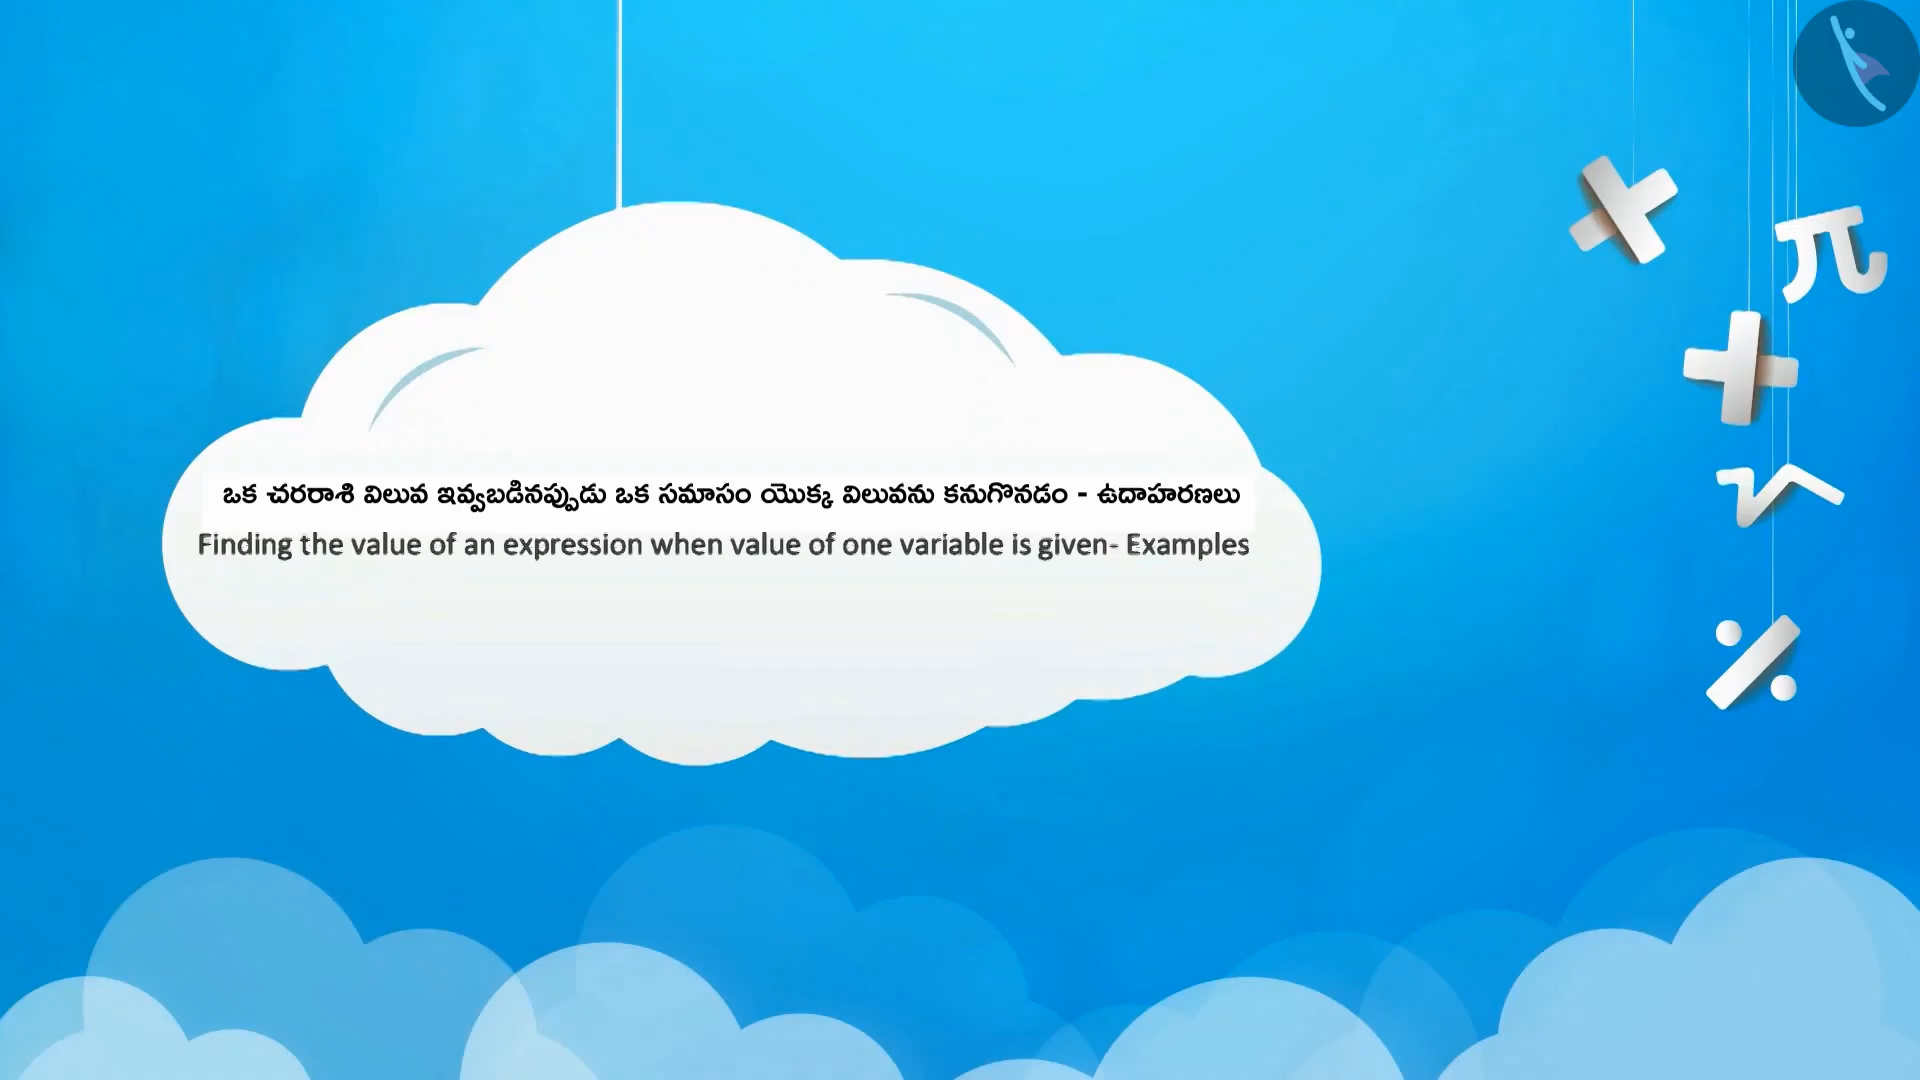 ఒక చరరాశి విలువ ఇవ్వబడినప్పుడు ఒక సమాసం యొక్క విలువను కనుగొనడం - ఉదాహరణలు
Finding the value of an expression when value of one variable is given- Examples